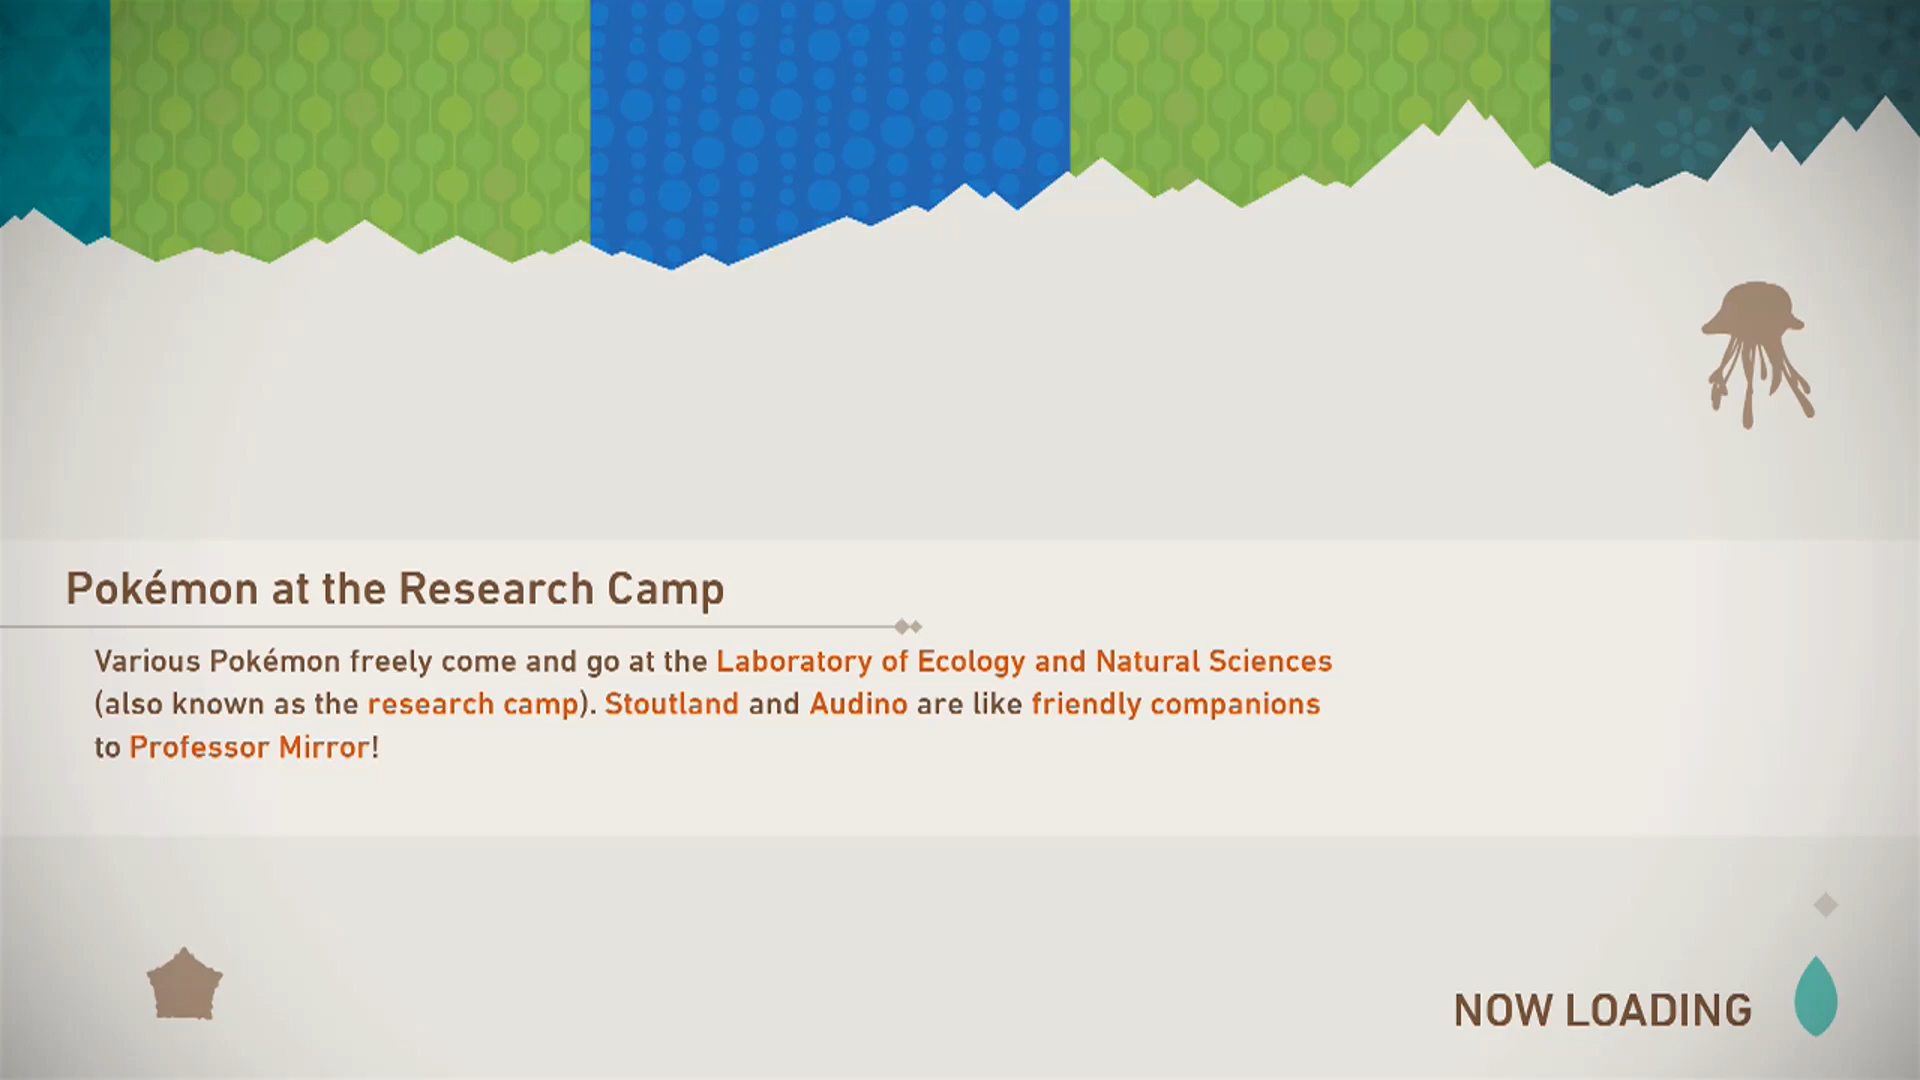 Pokémon at the Research Camp
Various Pokémon freely come and go at the Laboratory of Ecology and Natural Sciences
(also known as the research camp). Stoutland and Audino are like friendly companions
to Professor Mirror!
NOW LOADING